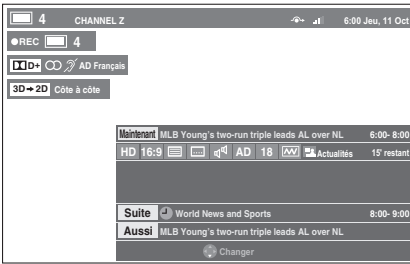 4 CHANNEL Z 6:00 Jeu, 11 Oct
REC 4
D+ AD Français
3D→2D Côte à côte
Maintenant MLB Young's two-run triple leads AL over NL 6:00- 8:00
HD 16:9 AD 18 Actualités 15' restant
Suite World News and Sports 8:00- 9:00
Aussi MLB Young's two-run triple leads AL over NL
Changer